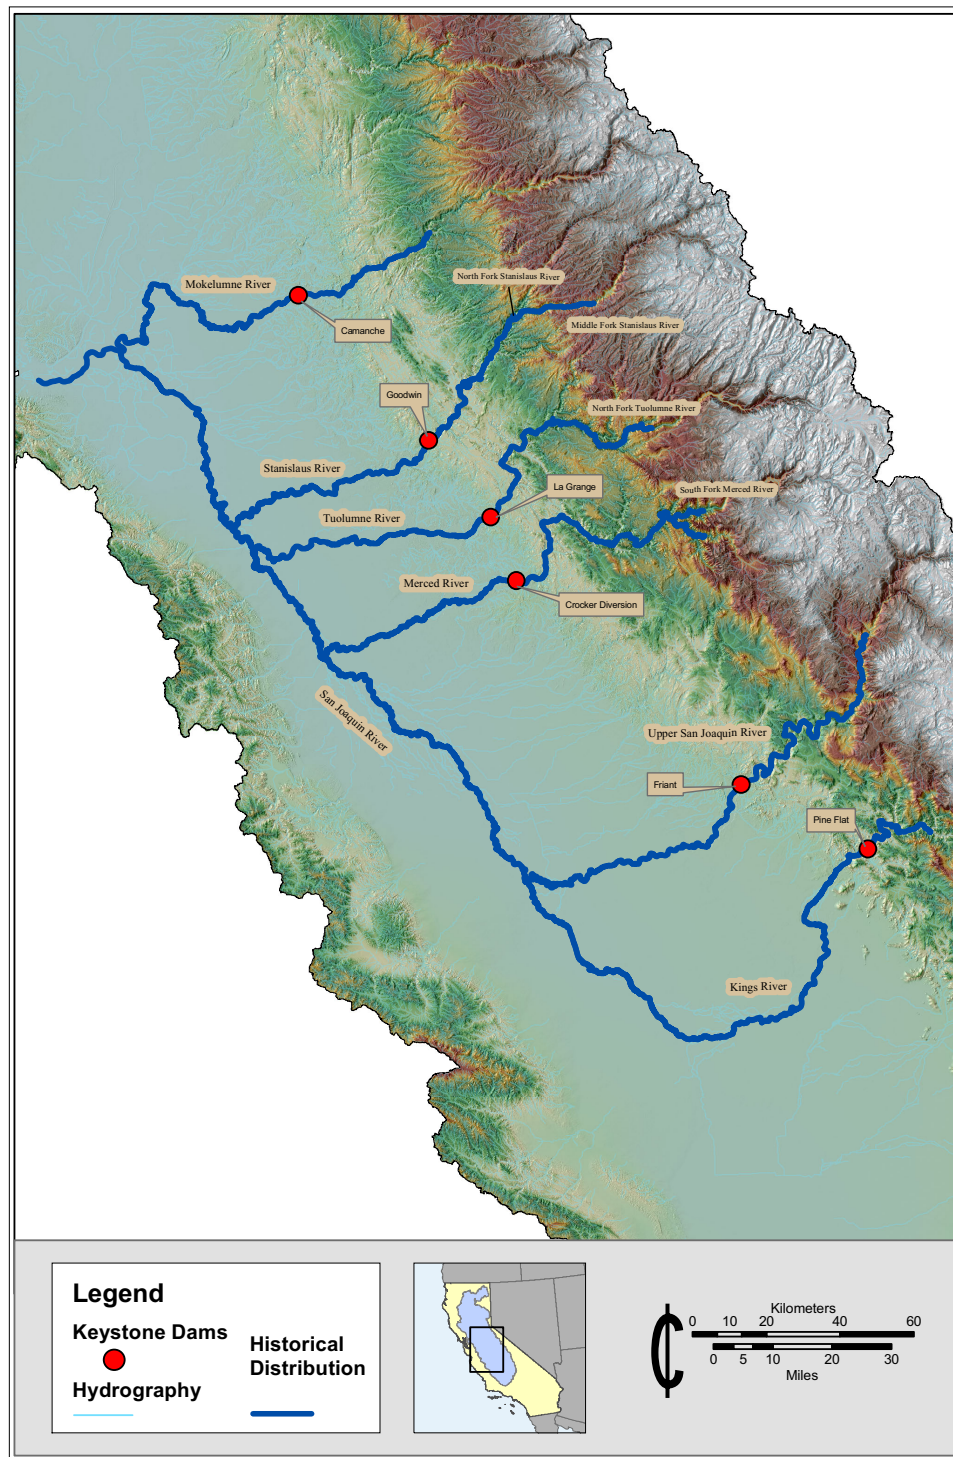 Mokelumne River
North Fork Stanislaus River
Camanche
Middle Fork Stanislaus River
Goodwin
North Fork Tuolumne River
Stanislaus River
La Grange
South Fork Merced River
Tuolumne River
Merced River
Crocker Diversion
San Joaquin River
Upper San Joaquin River
Friant
Pine Flat
Kings River
Legend
Keystone Dams
Historical
Distribution
Hydrography
Kilometers
0 10 20 40 60
0 5 10 20 30
Miles